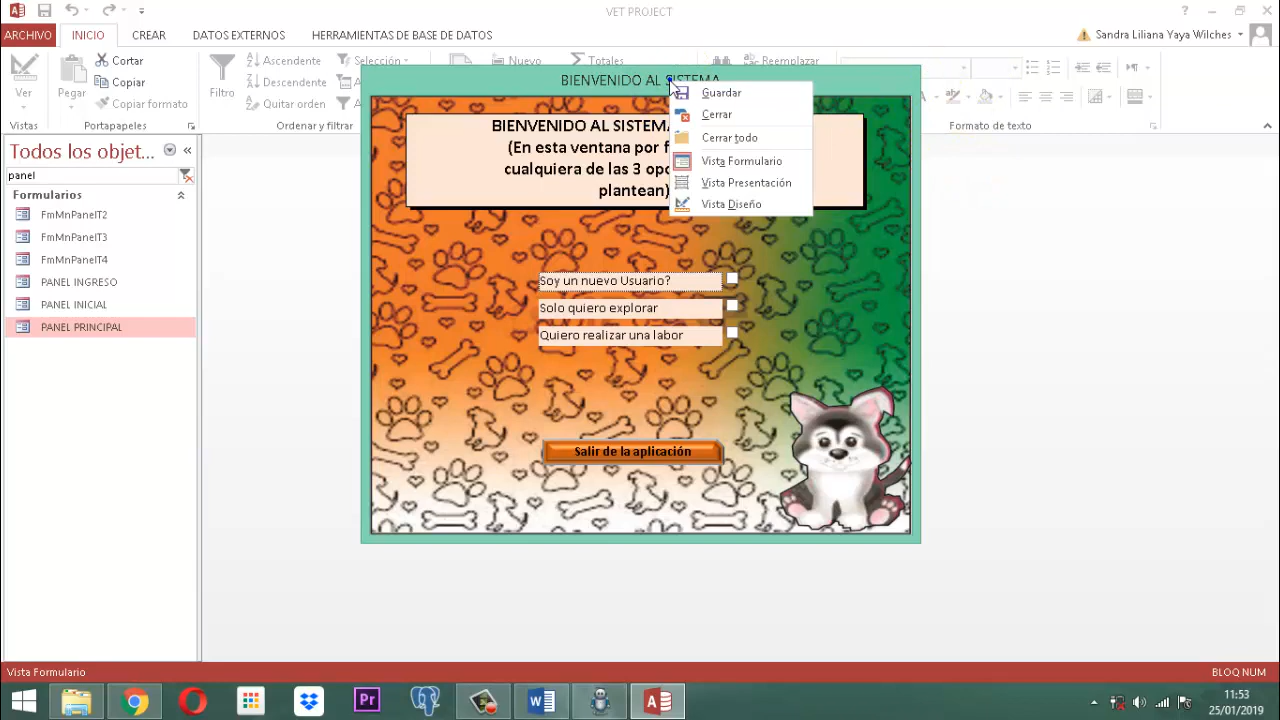 VET PROJECT
ARCHIVO INICIO CREAR DATOS EXTERNOS HERRAMIENTAS DE BASE DE DATOS
Sandra Liliana Yaya Wilches
Ver
Vistas
Pegar
Cortar
Copiar
Copiar formato
Portapapeles
Filtro
Ascendente
Descendente
Quitar
Selección
Ordenar y filtrar
Nuevo
Totales
Reemplazar
Formato de texto
Todos los objet...
panel
Formularios
FmMnPanelT2
FmMnPanelT3
FmMnPanelT4
PANEL INGRESO
PANEL INICIAL
PANEL PRINCIPAL
BIENVENIDO AL SISTEMA
BIENVENIDO AL SISTEMA
(En esta ventana por f
cualquiera de las 3 opc
plantean)
Guardar
Cerrar
Cerrar todo
Vista Formulario
Vista Presentación
Vista Diseño
Soy un nuevo Usuario?
Solo quiero explorar
Quiero realizar una labor
Salir de la aplicación
Vista Formulario
BLOQ NUM
11:53
25/01/2019